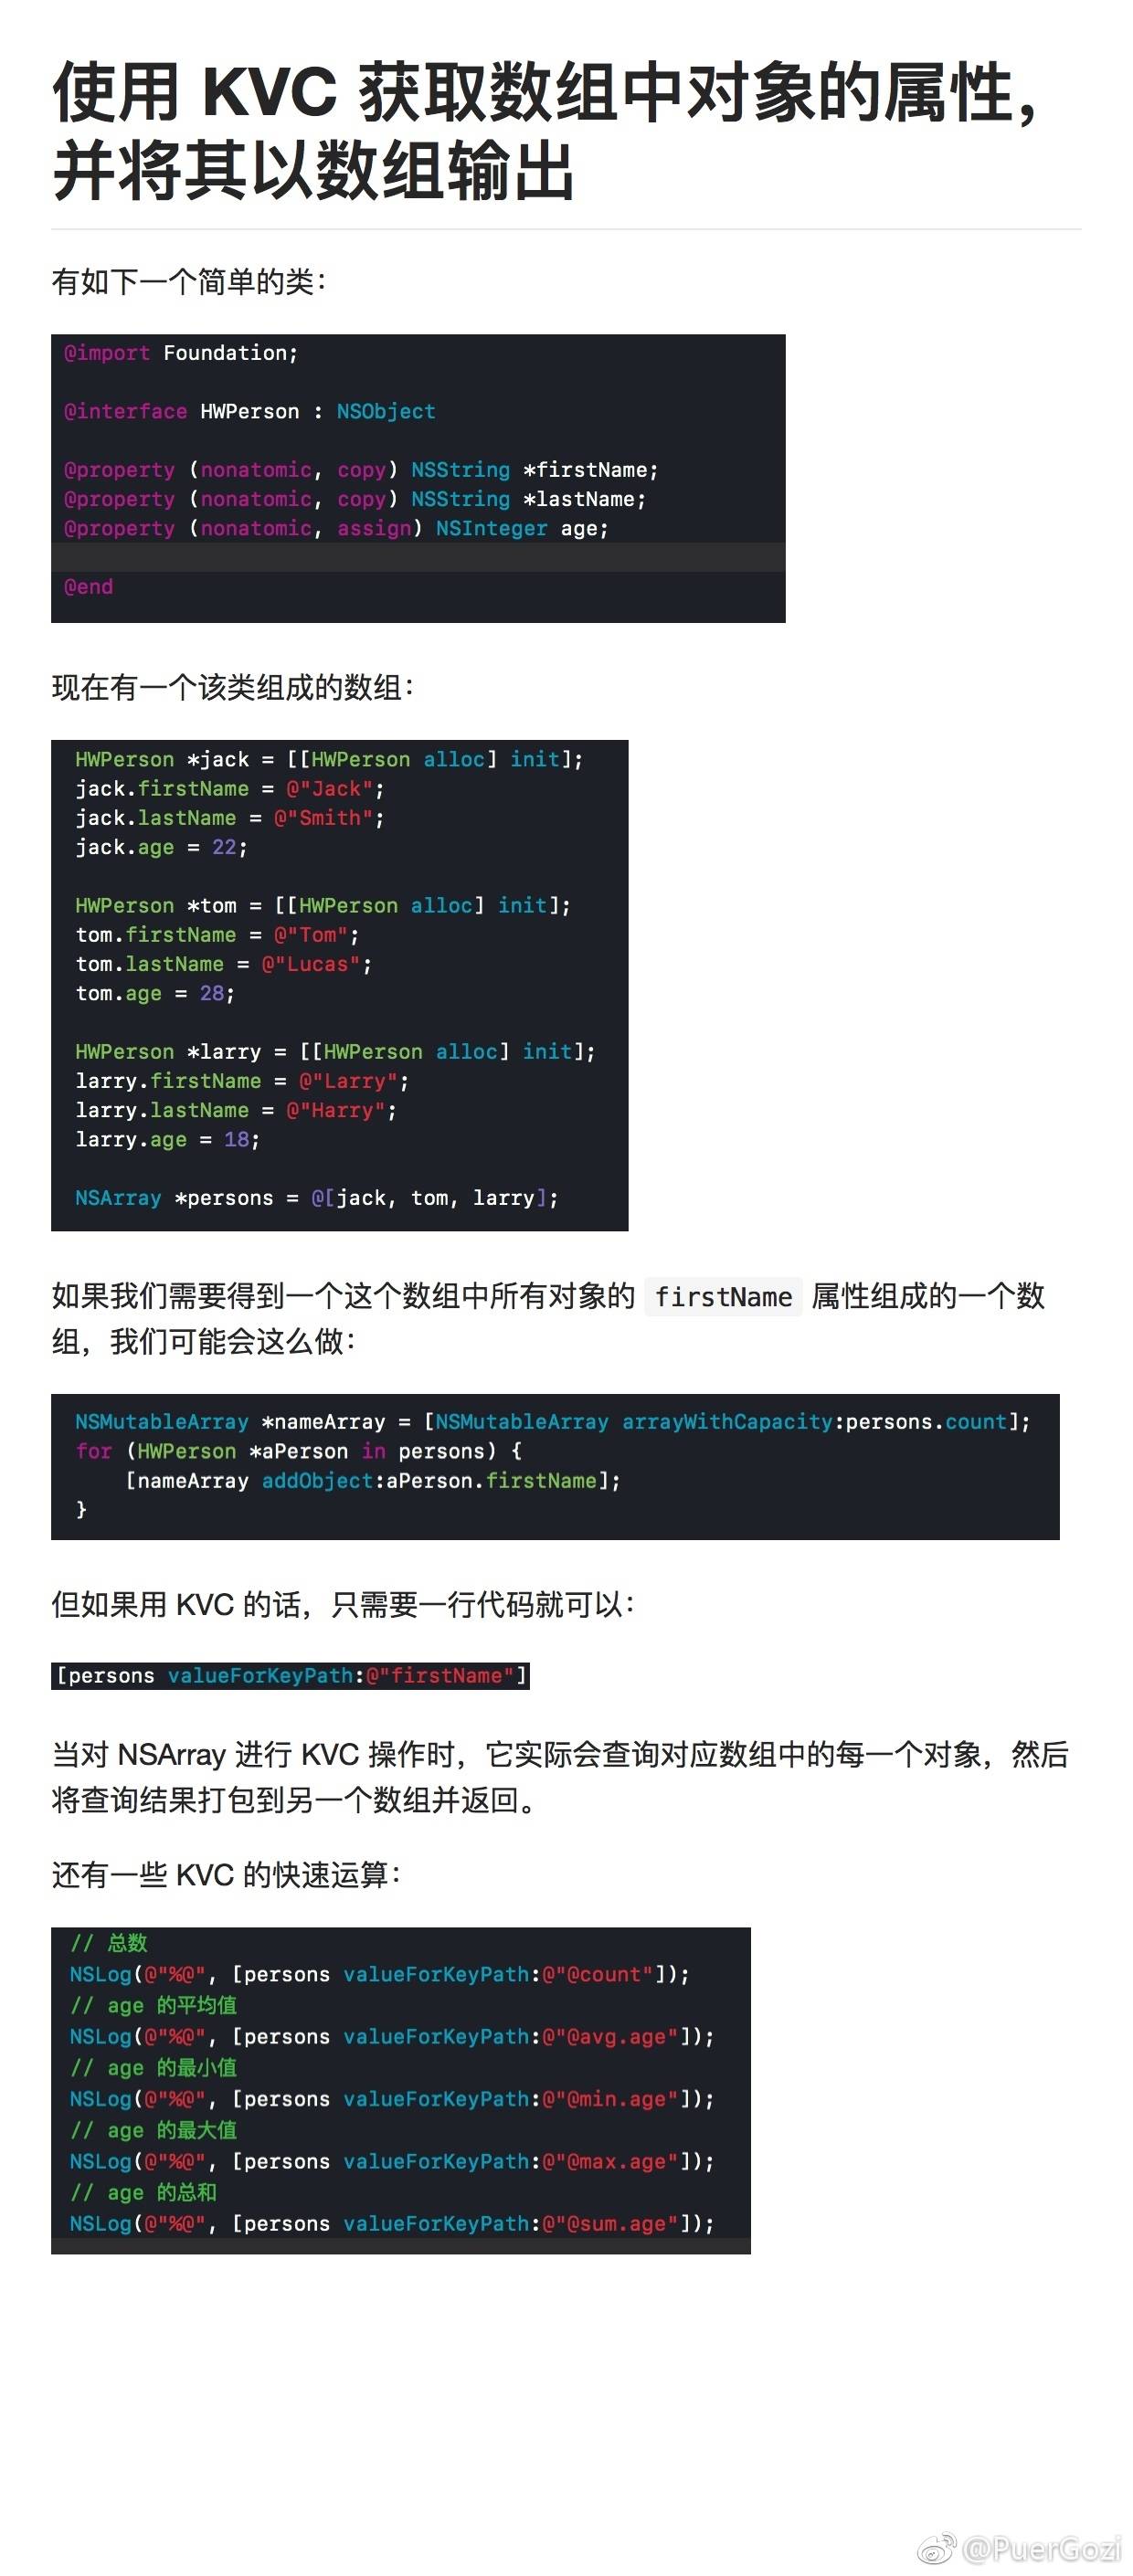 使用 KVC 获取数组中对象的属性，
并将其以数组输出
有如下一个简单的类：
@import Foundation;
@interface HWPerson : NSObject
@property (nonatomic, copy) NSString *firstName;
@property (nonatomic, copy) NSString *lastName;
@property (nonatomic, assign) NSInteger age;
@end
现在有一个该类组成的数组：
HWPerson *jack = [[HWPerson alloc] init];
jack.firstName = @"Jack";
jack.lastName = @"Smith";
jack.age = 22;
HWPerson *tom = [[HWPerson alloc] init];
tom.firstName = @"Tom";
tom.lastName = @"Lucas";
tom.age = 28;
HWPerson *larry = [[HWPerson alloc] init];
larry.firstName = @"Larry";
larry.lastName = @"Harry";
larry.age = 18;
NSArray *persons = @[jack, tom, larry];
如果我们需要得到一个这个数组中所有对象的 firstName 属性组成的一个数
组，我们可能会这么做：
NSMutableArray *nameArray = [NSMutableArray arrayWithCapacity:persons.count];
for (HWPerson *aPerson in persons) {
    [nameArray addObject:aPerson.firstName];
}
但如果用 KVC 的话，只需要一行代码就可以：
[persons valueForKeyPath:@"firstName"]
当对 NSArray 进行 KVC 操作时，它实际会查询对应数组中的每一个对象，然后
将查询结果打包到另一个数组并返回。
还有一些 KVC 的快速运算：
// 总数
NSLog(@"%@", [persons valueForKeyPath:@"@count"]);
// age 的平均值
NSLog(@"%@", [persons valueForKeyPath:@"@avg.age"]);
// age 的最小值
NSLog(@"%@", [persons valueForKeyPath:@"@min.age"]);
// age 的最大值
NSLog(@"%@", [persons valueForKeyPath:@"@max.age"]);
// age 的总和
NSLog(@"%@", [persons valueForKeyPath:@"@sum.age"]);
@PuerGozi